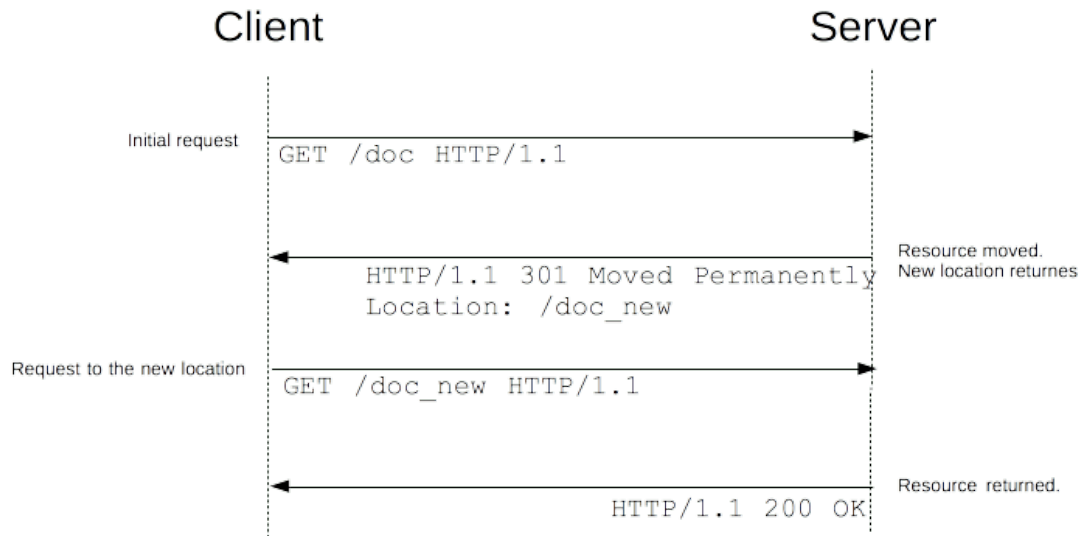 Client
Server
Initial request
GET /doc HTTP/1.1
Resource moved.
New location returnes
HTTP/1.1 301 Moved Permanently
Location: /doc_new
Request to the new location
GET /doc_new HTTP/1.1
Resource returned.
HTTP/1.1 200 OK